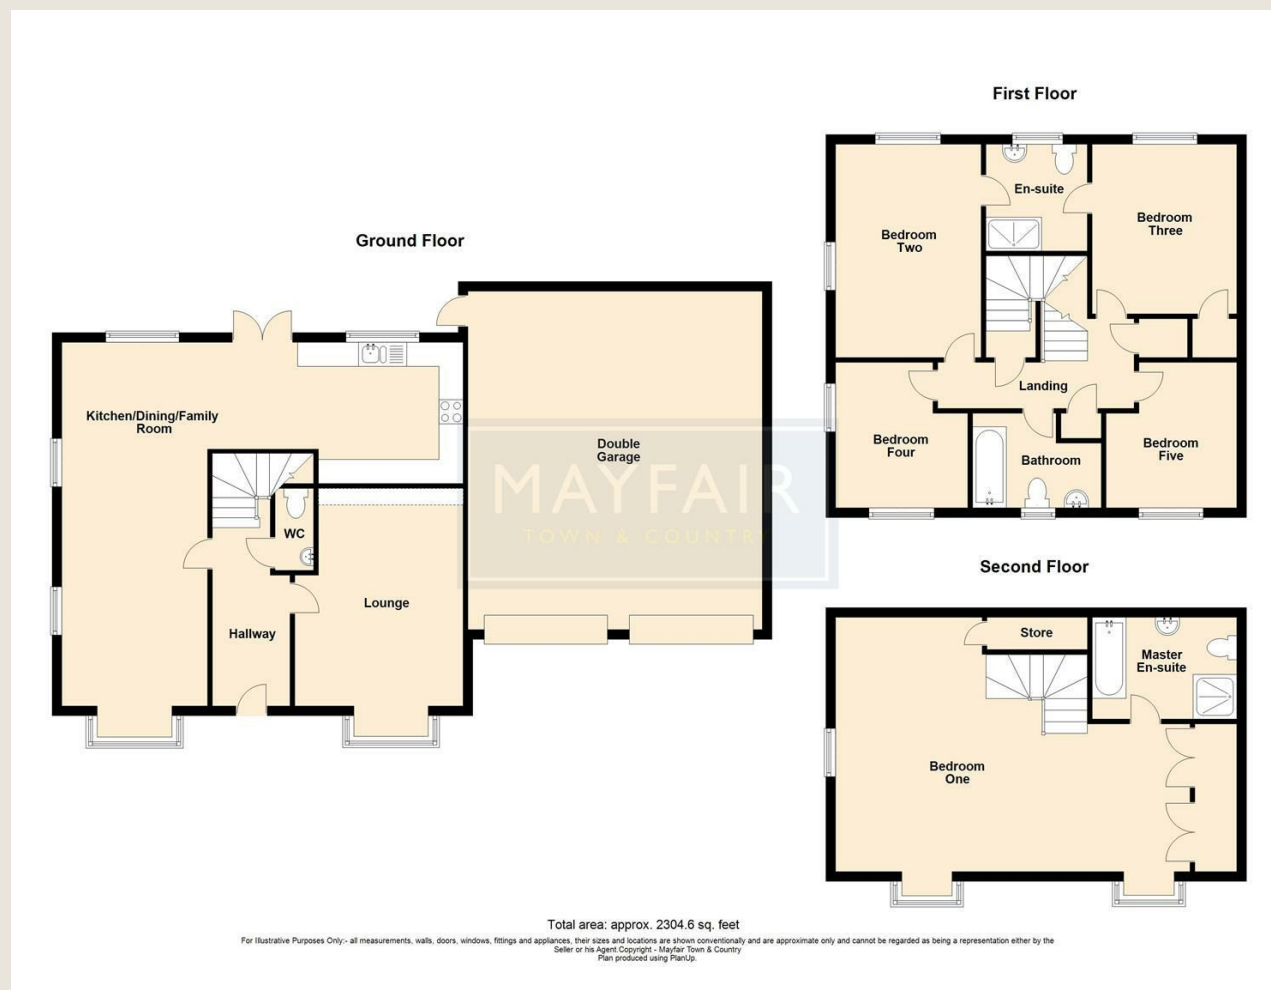 First Floor
En-suite
Bedroom
Two
Bedroom
Three
Landing
Bedroom
Four
Bathroom
Bedroom
Five
Ground Floor
Kitchen/Dining/Family
Room
WC
Lounge
Hallway
Double
Garage
MAYFAIR
TOWN & COUNTRY
Second Floor
Store
Master
En-suite
Bedroom
One
Total area: approx. 2304.6 sq. feet
For Illustrative Purposes Only:- all measurements, walls, doors, windows, fittings and appliances, their sizes and locations are shown conventionally and are approximate only and cannot be regarded as being a representation either by the
Seller or his Agent.Copyright - Mayfair Town & Country
Plan produced using PlanUp.